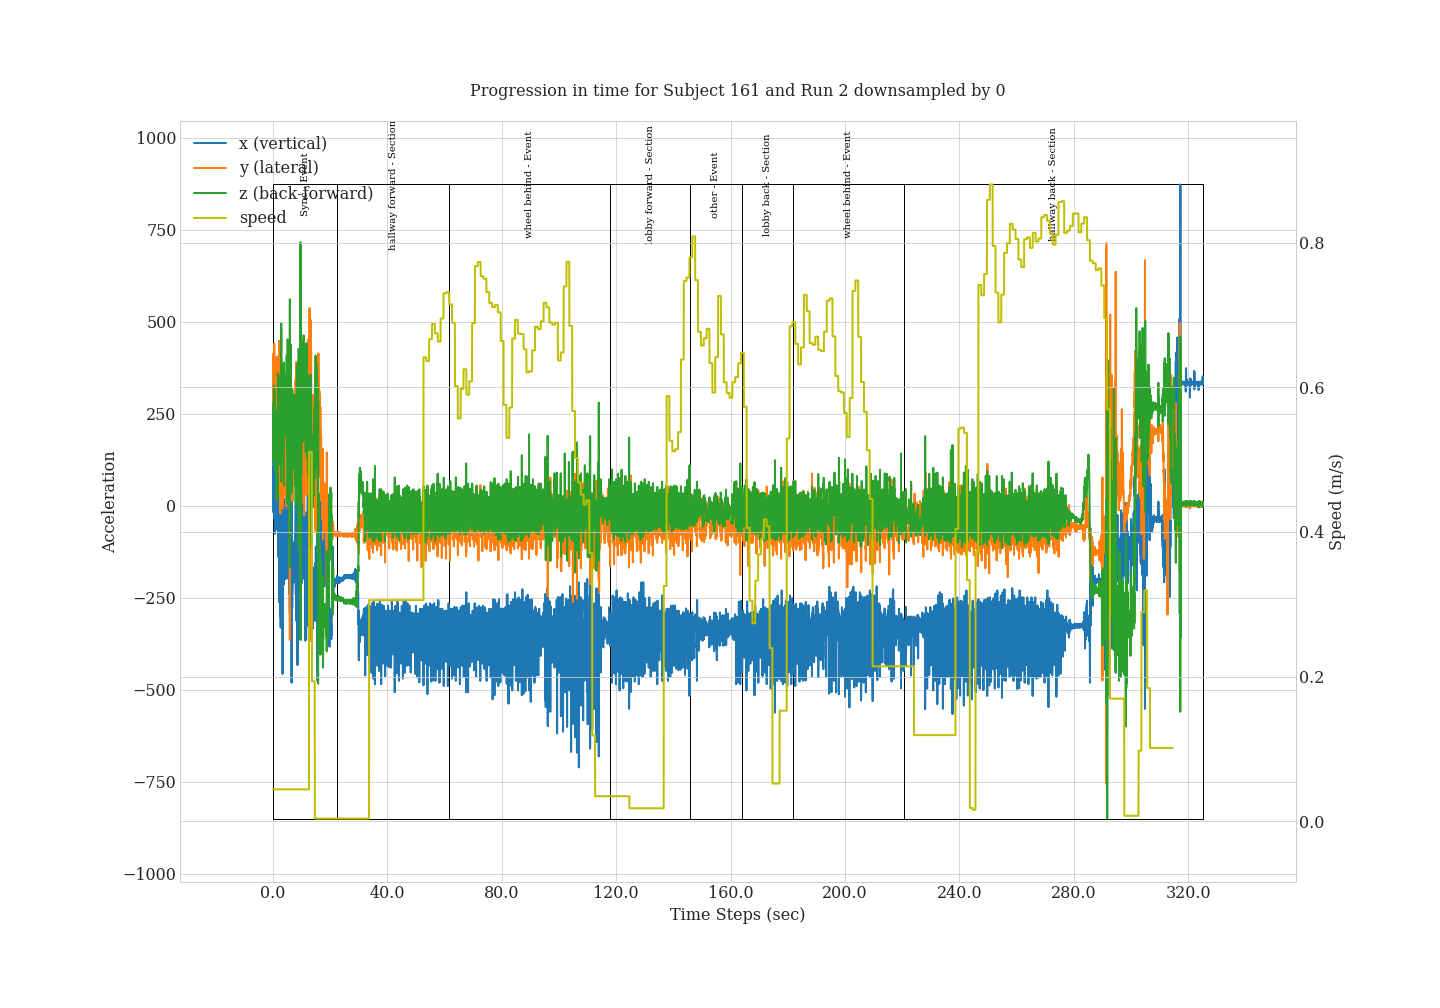 Progression in time for Subject 161 and Run 2 downsampled by 0
x (vertical)
y (lateral)
z (back-forward)
speed
Sync - Event
hallway forward - Section
wheel behind - Event
lobby forward - Section
other - Event
lobby back - Section
wheel behind - Event
hallway back - Section
1000
750
500
250
0
−250
−500
−750
−1000
Acceleration
0.8
0.6
0.4
0.2
0.0
Speed (m/s)
0.0 40.0 80.0 120.0 160.0 200.0 240.0 280.0 320.0
Time Steps (sec)